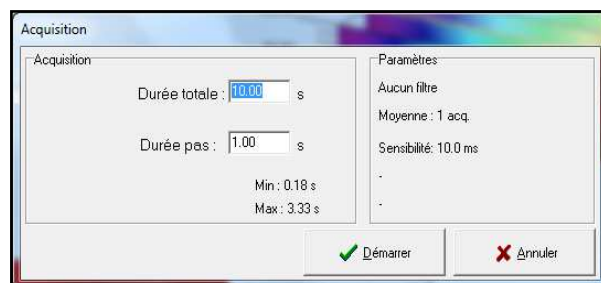 Acquisition
Acquisition
Durée totale : 10.00 s
Durée pas : 1.00 s
Min : 0.18 s
Max : 3.33 s
Paramètres
Aucun filtre
Moyenne : 1 acq.
Sensibilité: 10.0 ms
-
-
Démarrer
Annuler